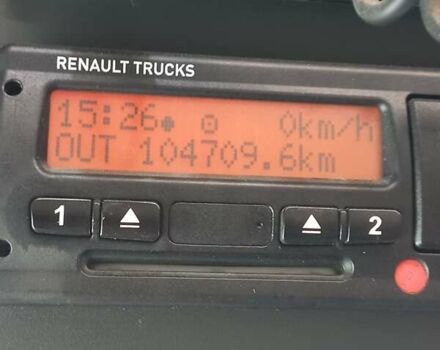 RENAULT TRUCKS
15:26 0km/h
OUT 104709.6km
1 2